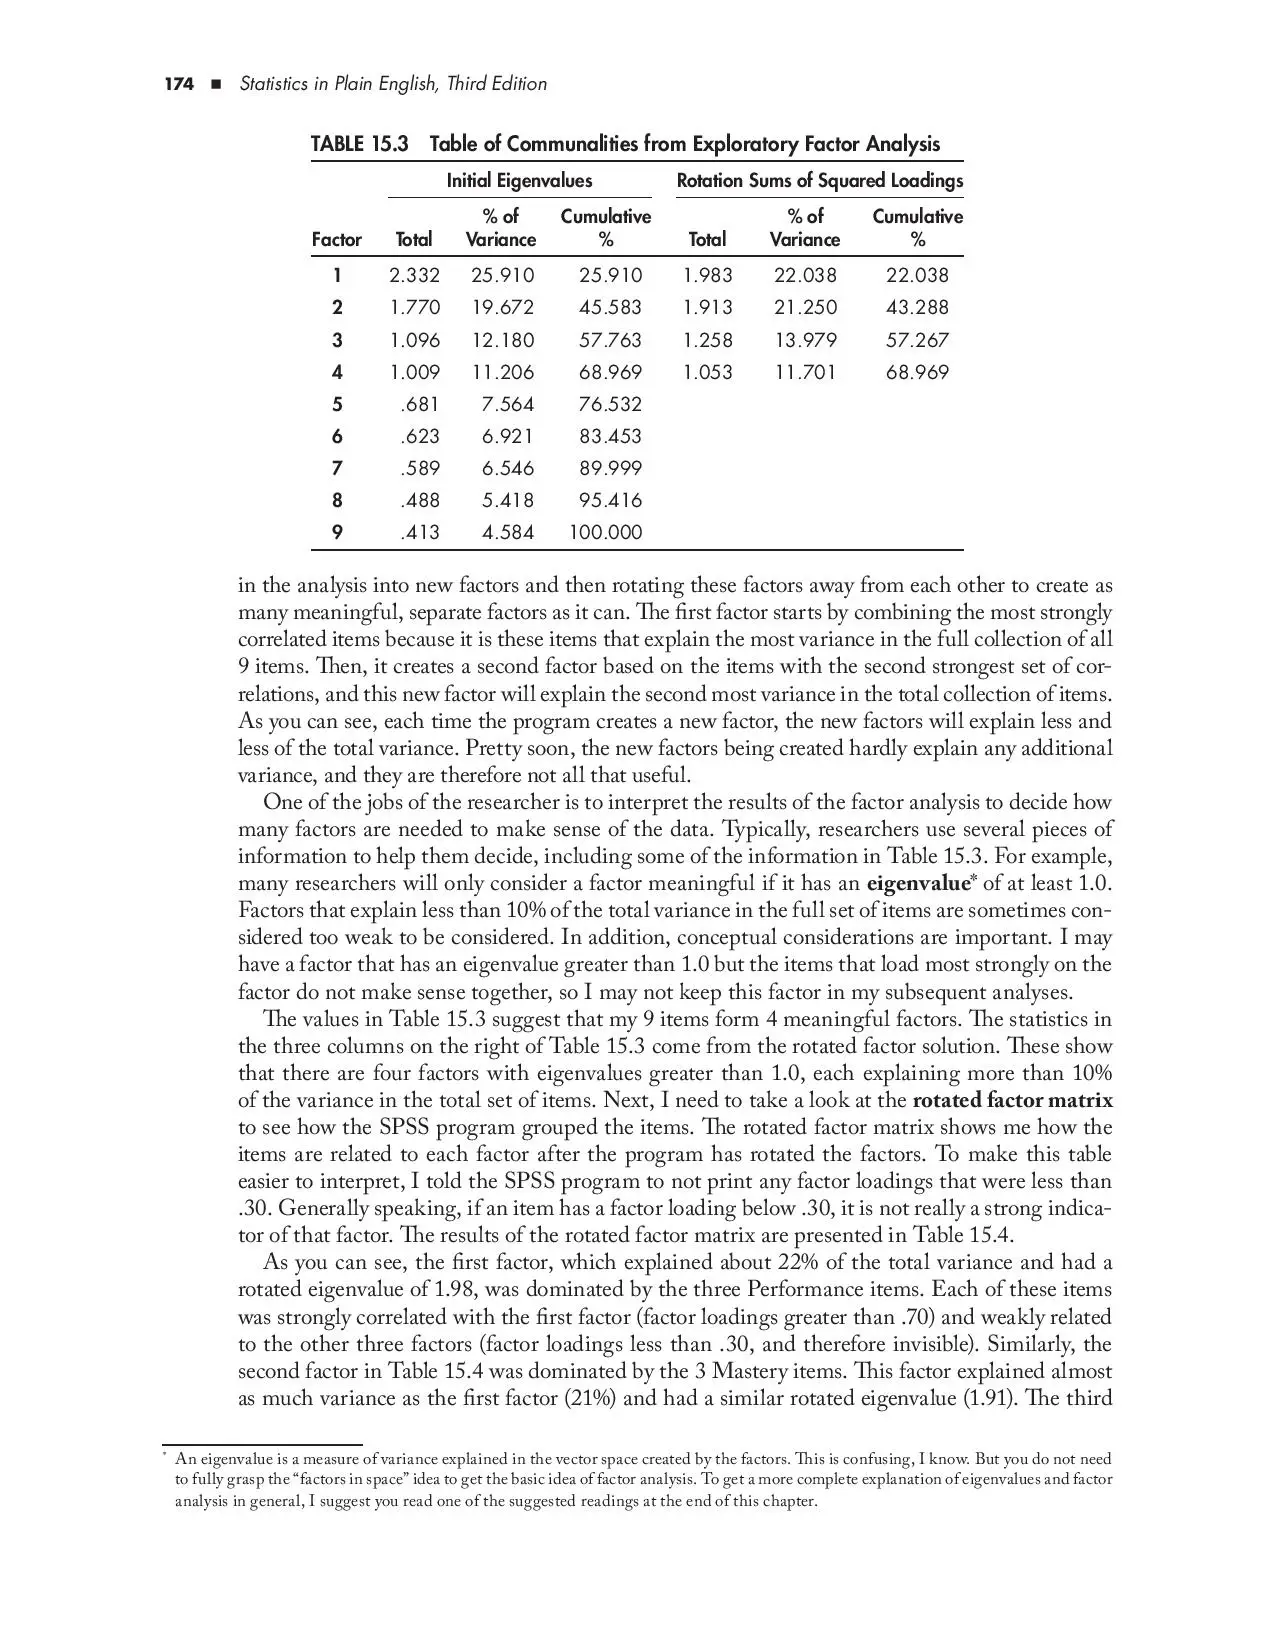 174 ■ Statistics in Plain English, Third Edition
TABLE 15.3 Table of Communalities from Exploratory Factor Analysis
Initial Eigenvalues Rotation Sums of Squared Loadings
% of Cumulative % of Cumulative
Factor Total Variance % Total Variance %
1 2.332 25.910 25.910 1.983 22.038 22.038
2 1.770 19.672 45.583 1.913 21.250 43.288
3 1.096 12.180 57.763 1.258 13.979 57.267
4 1.009 11.206 68.969 1.053 11.701 68.969
5 .681 7.564 76.532
6 .623 6.921 83.453
7 .589 6.546 89.999
8 .488 5.418 95.416
9 .413 4.584 100.000
in the analysis into new factors and then rotating these factors away from each other to create as
many meaningful, separate factors as it can. The first factor starts by combining the most strongly
correlated items because it is these items that explain the most variance in the full collection of all
9 items. Then, it creates a second factor based on the items with the second strongest set of cor-
relations, and this new factor will explain the second most variance in the total collection of items.
As you can see, each time the program creates a new factor, the new factors will explain less and
less of the total variance. Pretty soon, the new factors being created hardly explain any additional
variance, and they are therefore not all that useful.
One of the jobs of the researcher is to interpret the results of the factor analysis to decide how
many factors are needed to make sense of the data. Typically, researchers use several pieces of
information to help them decide, including some of the information in Table 15.3. For example,
many researchers will only consider a factor meaningful if it has an eigenvalue* of at least 1.0.
Factors that explain less than 10% of the total variance in the full set of items are sometimes con-
sidered too weak to be considered. In addition, conceptual considerations are important. I may
have a factor that has an eigenvalue greater than 1.0 but the items that load most strongly on the
factor do not make sense together, so I may not keep this factor in my subsequent analyses.
The values in Table 15.3 suggest that my 9 items form 4 meaningful factors. The statistics in
the three columns on the right of Table 15.3 come from the rotated factor solution. These show
that there are four factors with eigenvalues greater than 1.0, each explaining more than 10%
of the variance in the total set of items. Next, I need to take a look at the rotated factor matrix
to see how the SPSS program grouped the items. The rotated factor matrix shows me how the
items are related to each factor after the program has rotated the factors. To make this table
easier to interpret, I told the SPSS program to not print any factor loadings that were less than
.30. Generally speaking, if an item has a factor loading below .30, it is not really a strong indica-
tor of that factor. The results of the rotated factor matrix are presented in Table 15.4.
As you can see, the first factor, which explained about 22% of the total variance and had a
rotated eigenvalue of 1.98, was dominated by the three Performance items. Each of these items
was strongly correlated with the first factor (factor loadings greater than .70) and weakly related
to the other three factors (factor loadings less than .30, and therefore invisible). Similarly, the
second factor in Table 15.4 was dominated by the 3 Mastery items. This factor explained almost
as much variance as the first factor (21%) and had a similar rotated eigenvalue (1.91). The third
* An eigenvalue is a measure of variance explained in the vector space created by the factors. This is confusing, I know. But you do not need
to fully grasp the “factors in space” idea to get the basic idea of factor analysis. To get a more complete explanation of eigenvalues and factor
analysis in general, I suggest you read one of the suggested readings at the end of this chapter.